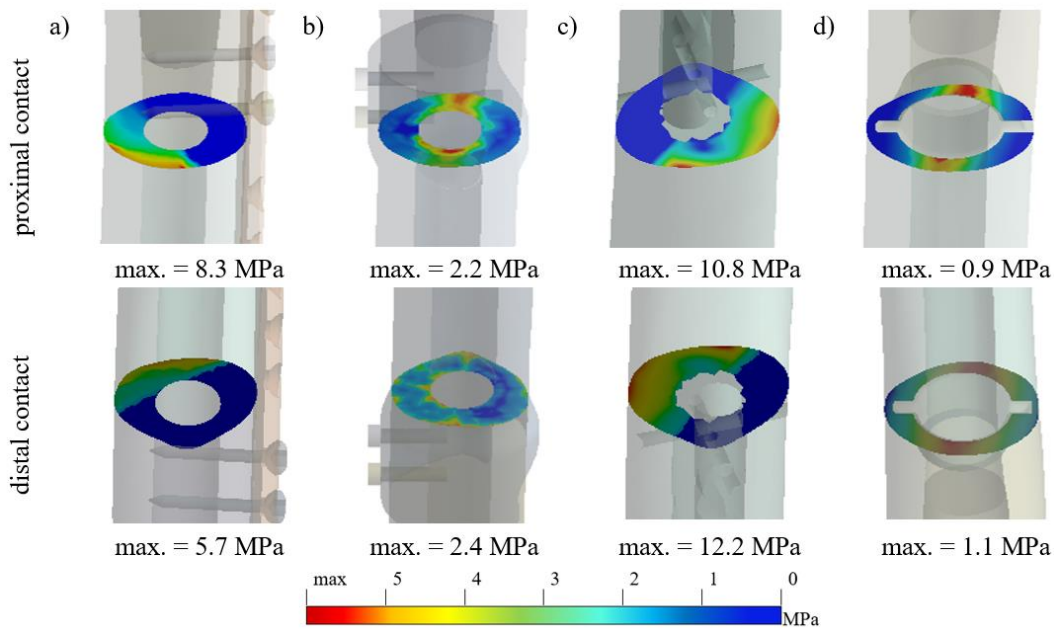 a)
b)
c)
d)
proximal contact
max. = 8.3 MPa
max. = 2.2 MPa
max. = 10.8 MPa
max. = 0.9 MPa
distal contact
max. = 5.7 MPa
max. = 2.4 MPa
max. = 12.2 MPa
max. = 1.1 MPa
max 5 4 3 2 1 0
MPa